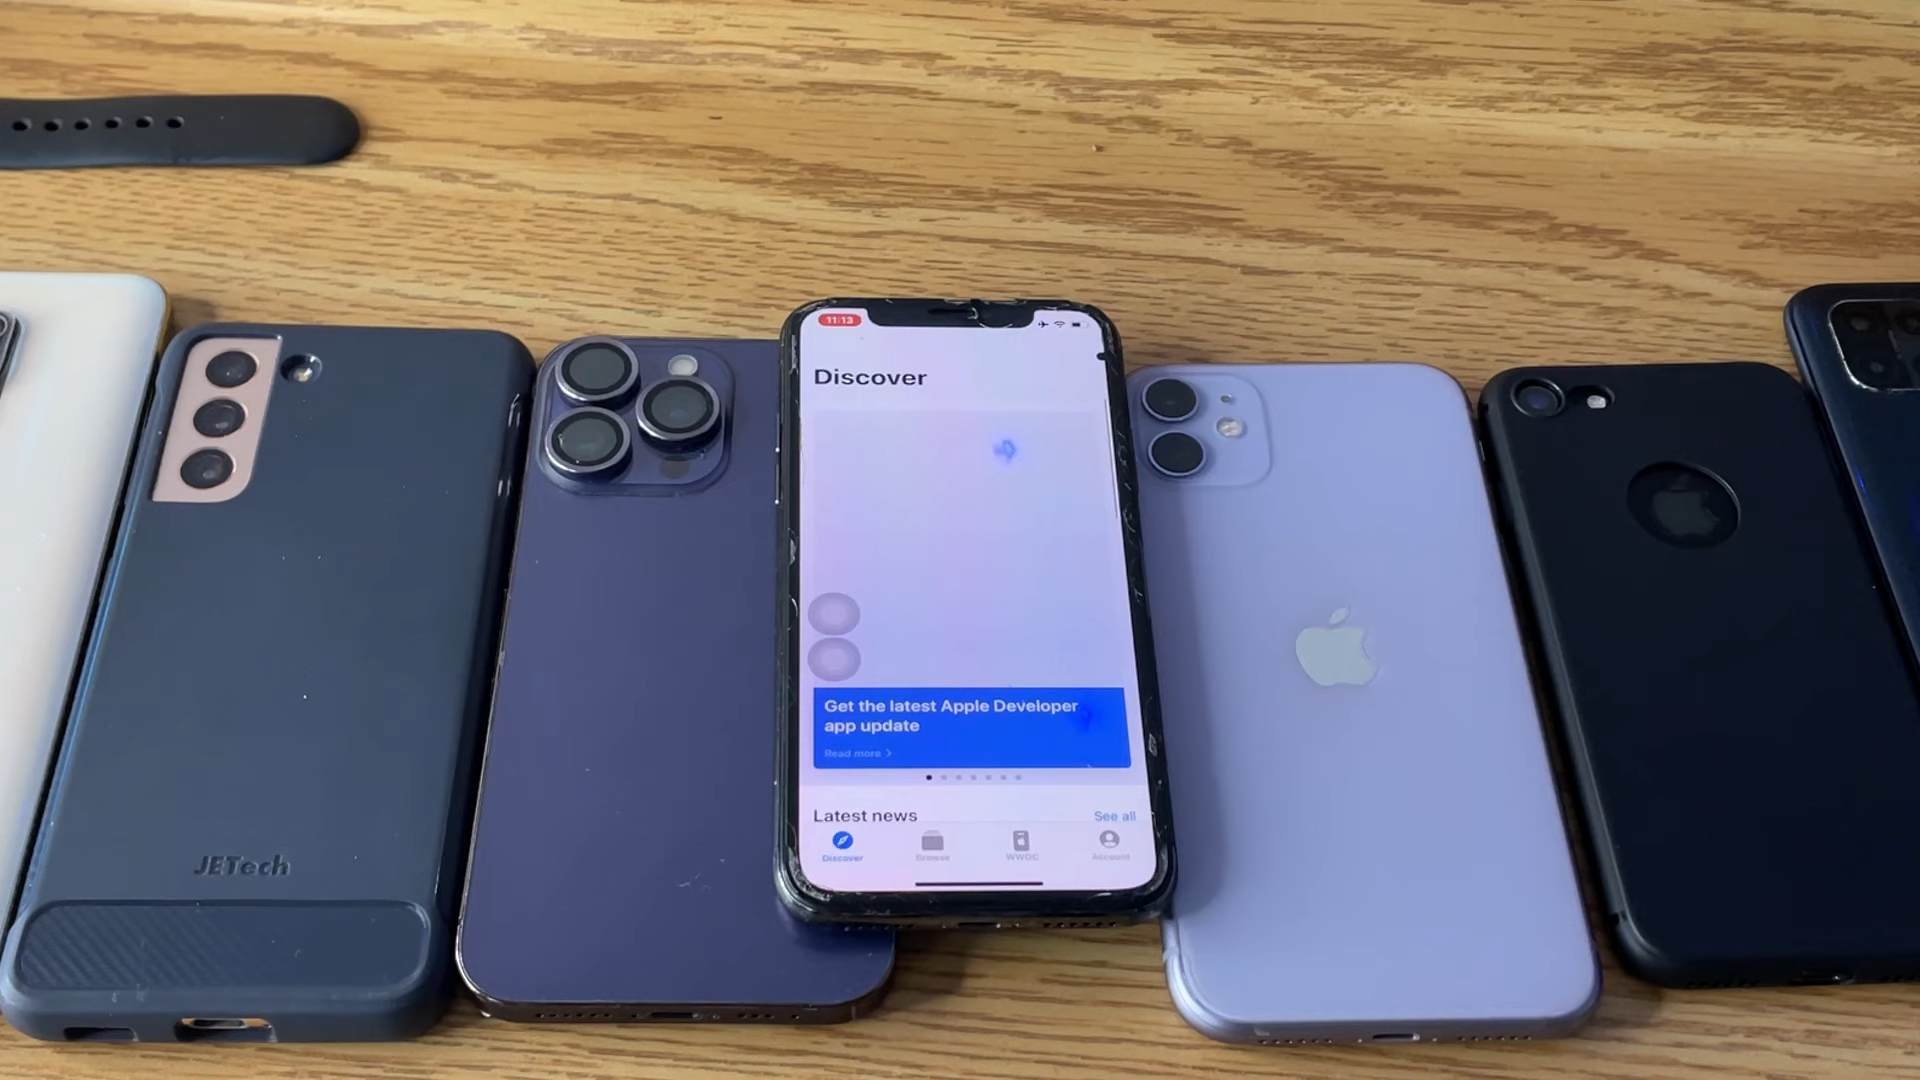 11:13
Discover
Get the latest Apple Developer
app update
Read more >
Latest news
See all
Discover
Browse
WWDC
Account
JETech